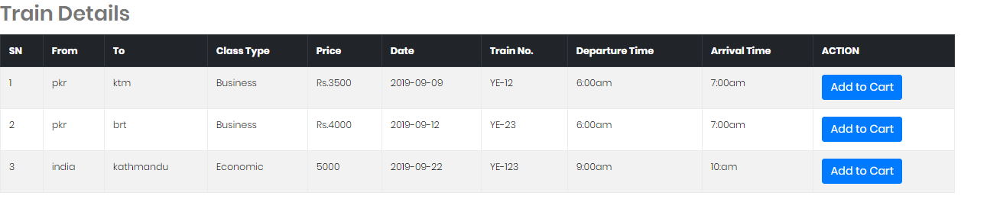 Train Details
SN From To Class Type Price Date Train No. Departure Time Arrival Time ACTION
1 pkr ktm Business Rs.3500 2019-09-09 YE-12 6:00am 7:00am Add to Cart
2 pkr brt Business Rs.4000 2019-09-12 YE-23 6:00am 7:00am Add to Cart
3 india kathmandu Economic 5000 2019-09-22 YE-123 9:00am 10:am Add to Cart